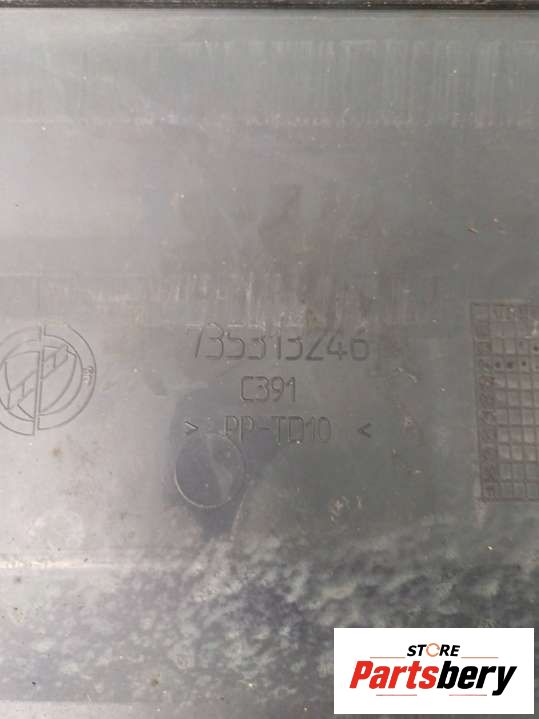 735313246
C391
> PP-TD10 <
STORE
Partsbery